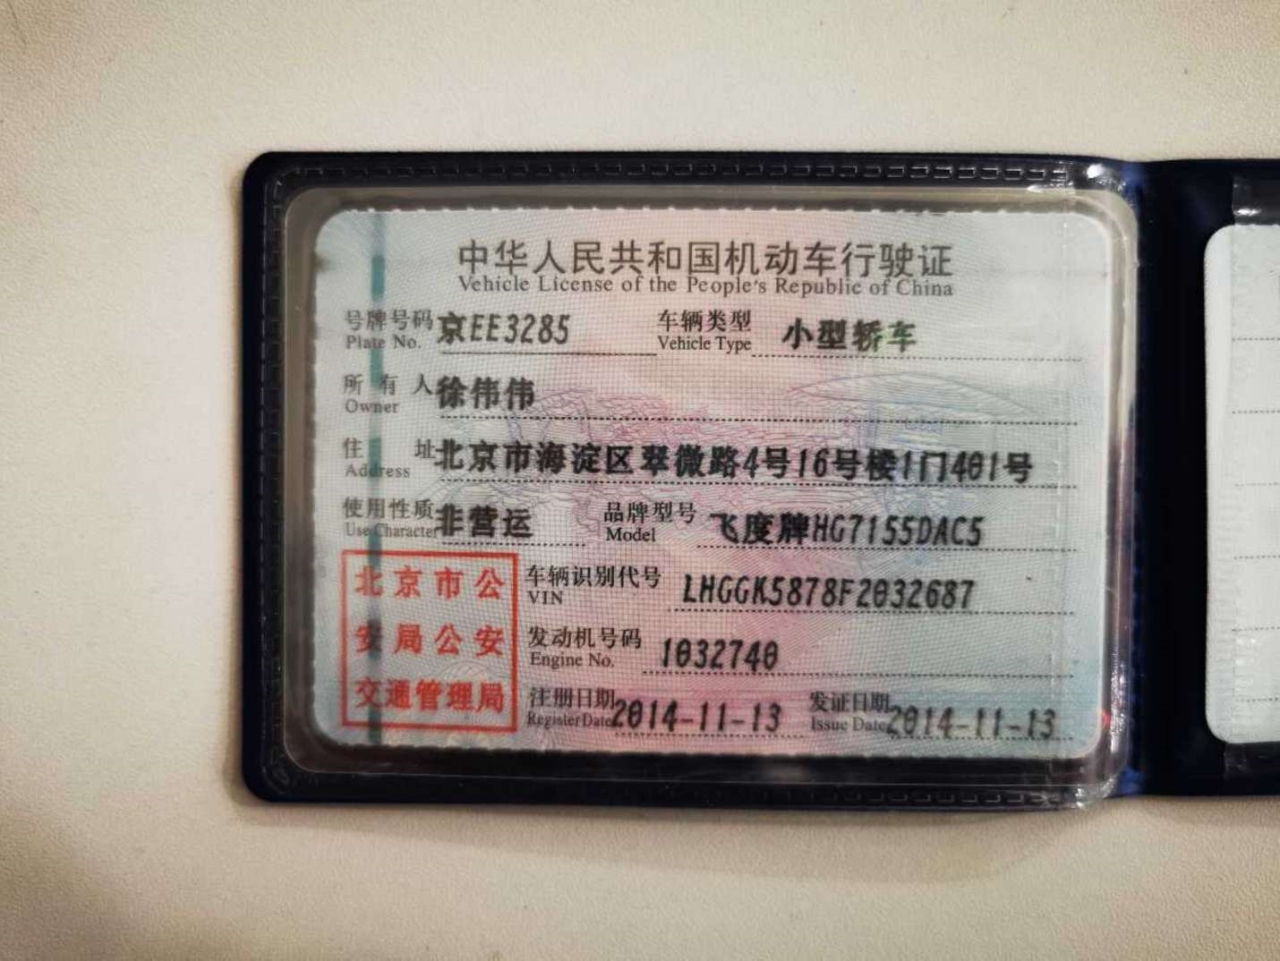 中华人民共和国机动车行驶证
Vehicle License of the People's Republic of China
号牌号码 京EE3285 车辆类型 小型轿车
Plate No. Vehicle Type
所有人 徐伟伟
Owner
住址 北京市海淀区翠微路4号16号楼1门401号
Address
使用性质 非营运 品牌型号 飞度牌HG7155DAC5
Use Character Model
车辆识别代号 LHGGK5878F2032687
VIN
发动机号码 1032740
Engine No.
注册日期 2014-11-13 发证日期 2014-11-13
Register Date Issue Date
北京市公
安局公安
交通管理局